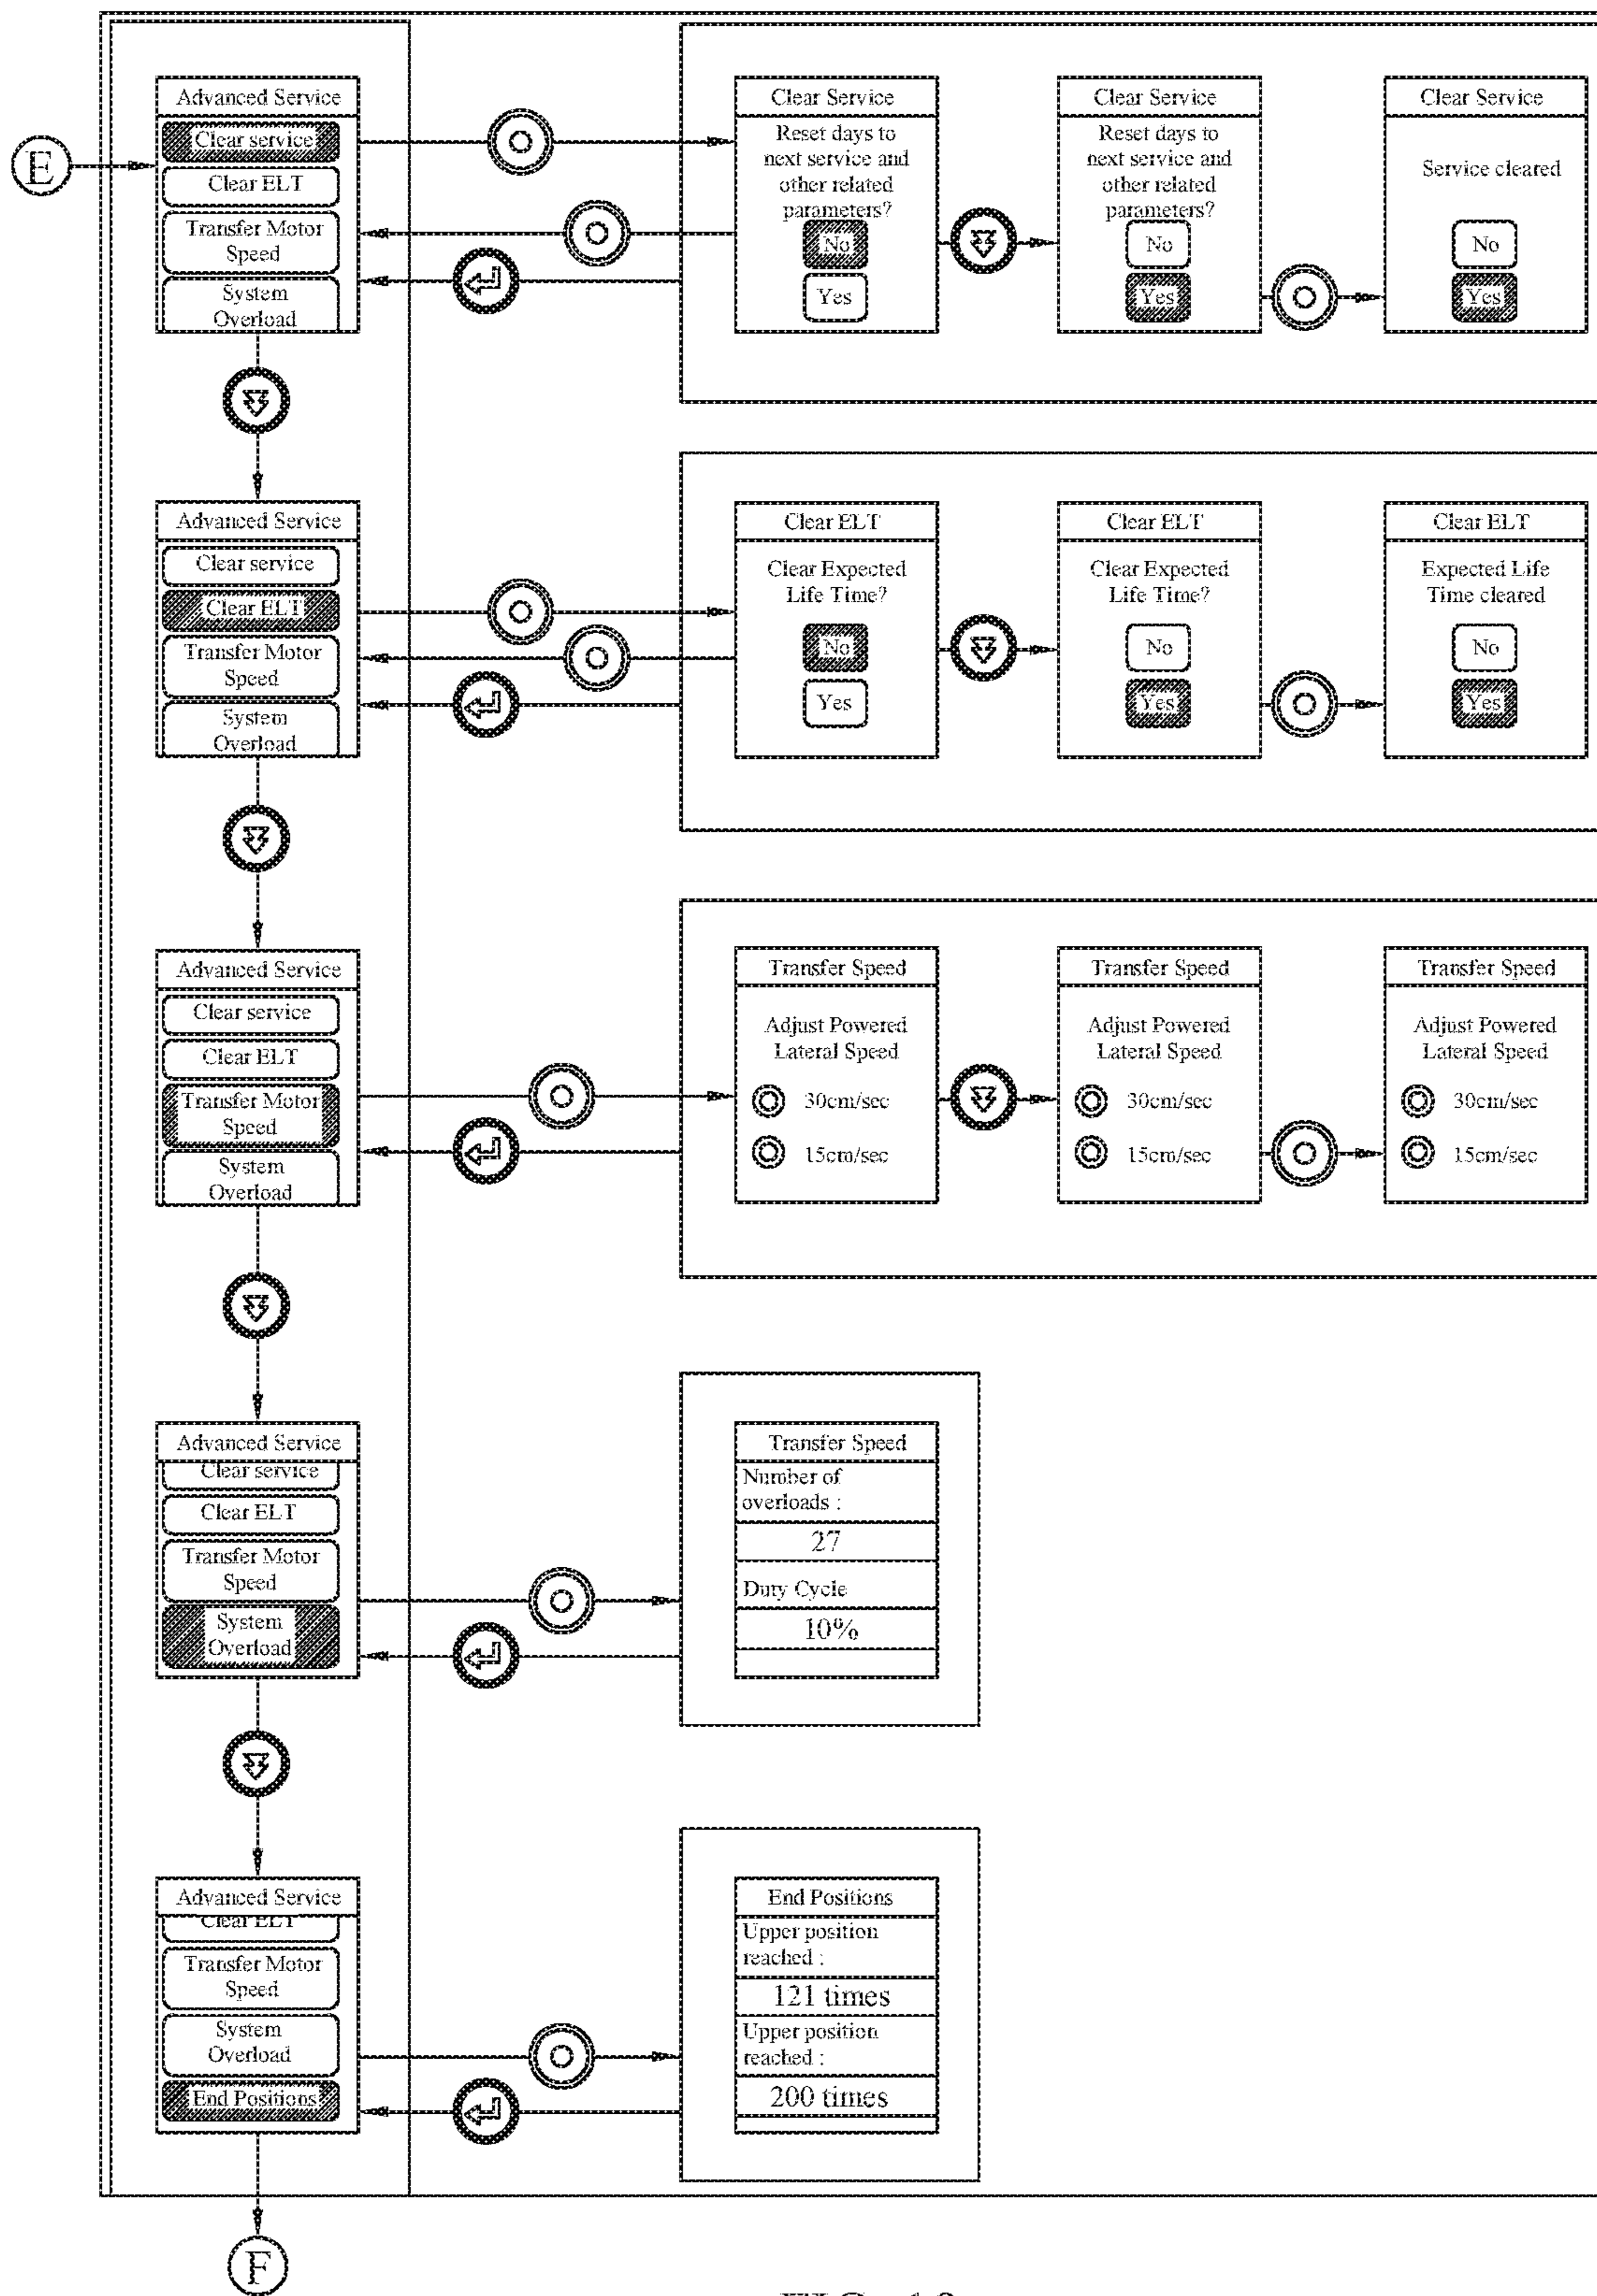 E
Advanced Service
Clear service
Clear ELT
Transfer Motor
Speed
System
Overload
Clear Service
Reset days to
next service and
other related
parameters?
No
Yes
Clear Service
Reset days to
next service and
other related
parameters?
No
Yes
Clear Service
Service cleared
No
Yes
Advanced Service
Clear service
Clear ELT
Transfer Motor
Speed
System
Overload
Clear ELT
Clear Expected
Life Time?
No
Yes
Clear ELT
Clear Expected
Life Time?
No
Yes
Clear ELT
Expected Life
Time cleared
No
Yes
Advanced Service
Clear service
Clear ELT
Transfer Motor
Speed
System
Overload
Transfer Speed
Adjust Powered
Lateral Speed
30cm/sec
15cm/sec
Transfer Speed
Adjust Powered
Lateral Speed
30cm/sec
15cm/sec
Transfer Speed
Adjust Powered
Lateral Speed
30cm/sec
15cm/sec
Advanced Service
Clear service
Clear ELT
Transfer Motor
Speed
System
Overload
Transfer Speed
Number of
overloads :
27
Duty Cycle
10%
Advanced Service
Clear ELT
Transfer Motor
Speed
System
Overload
End Positions
End Positions
Upper position
reached :
121 times
Upper position
reached :
200 times
F